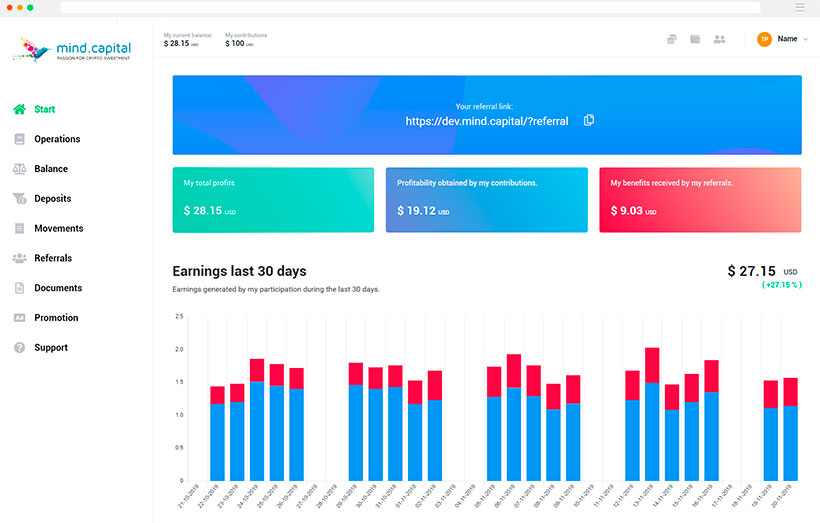 mind.capital
PASSION FOR CRYPTO INVESTMENT
My current balance
$ 28.15 USD
My contributions
$ 100 USD
TP
Name
Start
Operations
Balance
Deposits
Movements
Referrals
Documents
Ad
Promotion
Support
Your referral link:
https://dev.mind.capital/?referral
My total profits
$ 28.15 USD
Profitability obtained by my contributions.
$ 19.12 USD
My benefits received by my referrals.
$ 9.03 USD
Earnings last 30 days
$ 27.15 USD
Earnings generated by my participation during the last 30 days.
( +27.15 % )
2.5
2.0
1.5
1.0
0.5
0
21-10-2019
22-10-2019
23-10-2019
24-10-2019
25-10-2019
26-10-2019
27-10-2019
28-10-2019
29-10-2019
30-10-2019
31-10-2019
01-11-2019
02-11-2019
03-11-2019
04-11-2019
05-11-2019
06-11-2019
07-11-2019
08-11-2019
09-11-2019
10-11-2019
11-11-2019
12-11-2019
13-11-2019
14-11-2019
15-11-2019
16-11-2019
17-11-2019
18-11-2019
19-11-2019
20-11-2019